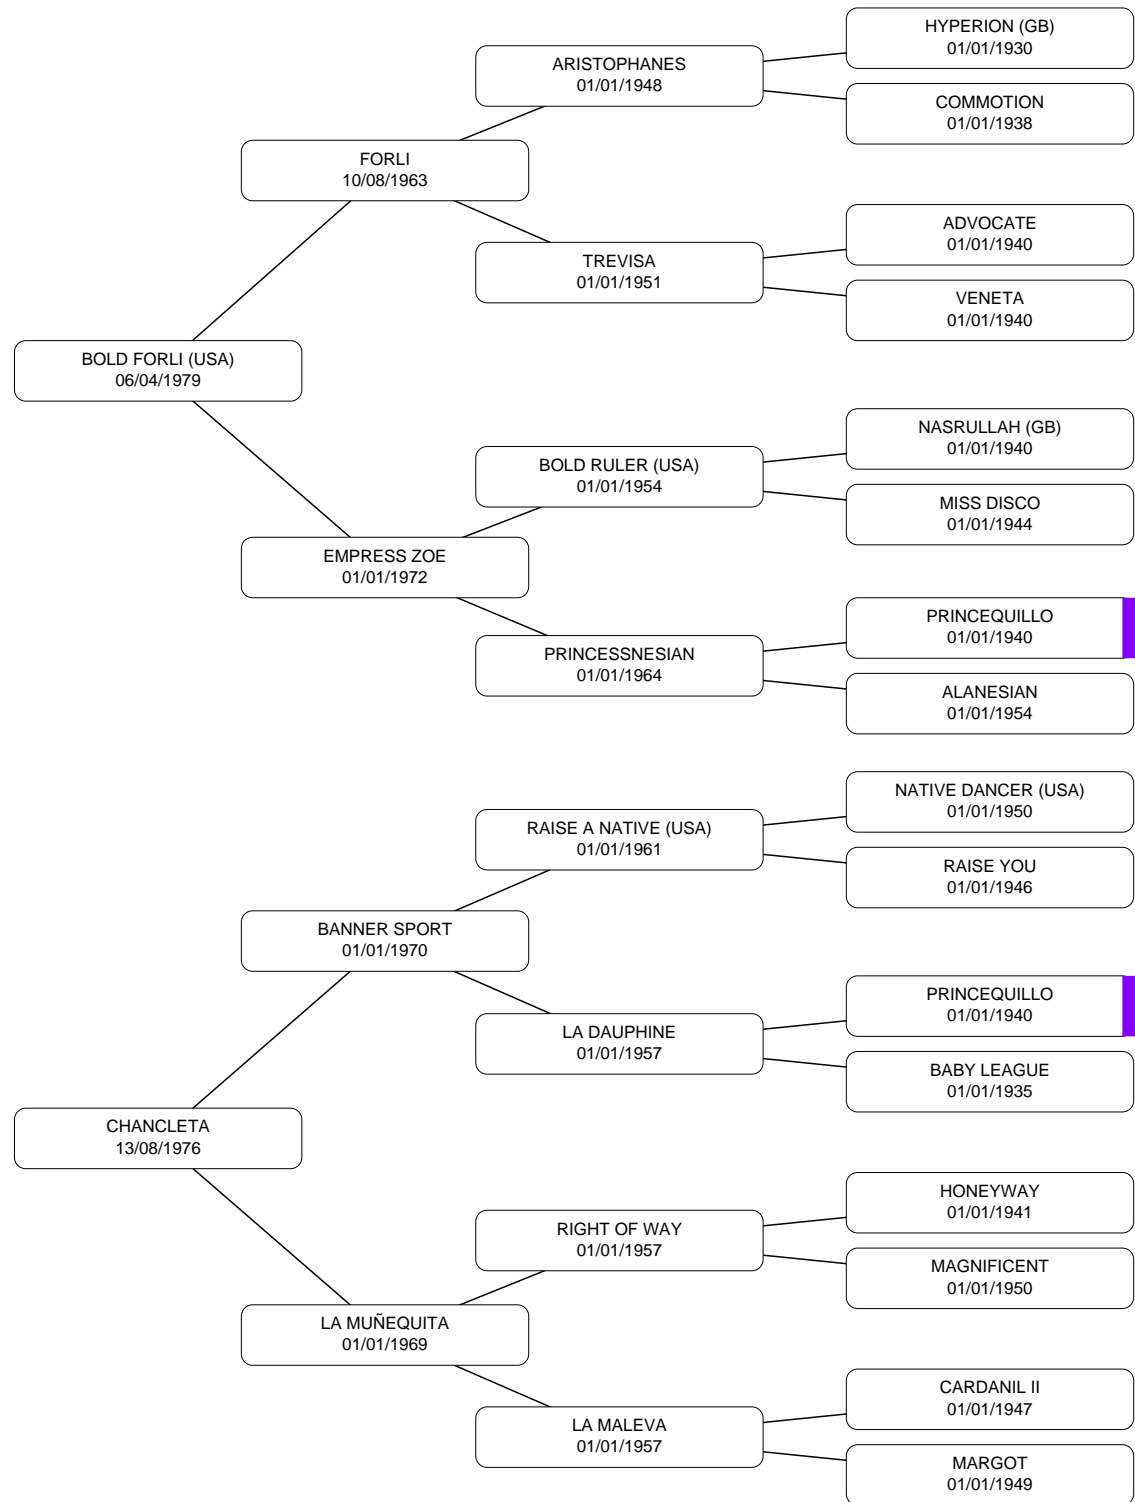 HYPERION (GB)
01/01/1930
ARISTOPHANES
01/01/1948
COMMOTION
01/01/1938
FORLI
10/08/1963
ADVOCATE
01/01/1940
TREVISA
01/01/1951
VENETA
01/01/1940
BOLD FORLI (USA)
06/04/1979
NASRULLAH (GB)
01/01/1940
BOLD RULER (USA)
01/01/1954
MISS DISCO
01/01/1944
EMPRESS ZOE
01/01/1972
PRINCEQUILLO
01/01/1940
PRINCESSNESIAN
01/01/1964
ALANESIAN
01/01/1954
NATIVE DANCER (USA)
01/01/1950
RAISE A NATIVE (USA)
01/01/1961
RAISE YOU
01/01/1946
BANNER SPORT
01/01/1970
PRINCEQUILLO
01/01/1940
LA DAUPHINE
01/01/1957
BABY LEAGUE
01/01/1935
CHANCLETA
13/08/1976
HONEYWAY
01/01/1941
RIGHT OF WAY
01/01/1957
MAGNIFICENT
01/01/1950
LA MUÑEQUITA
01/01/1969
CARDANIL II
01/01/1947
LA MALEVA
01/01/1957
MARGOT
01/01/1949